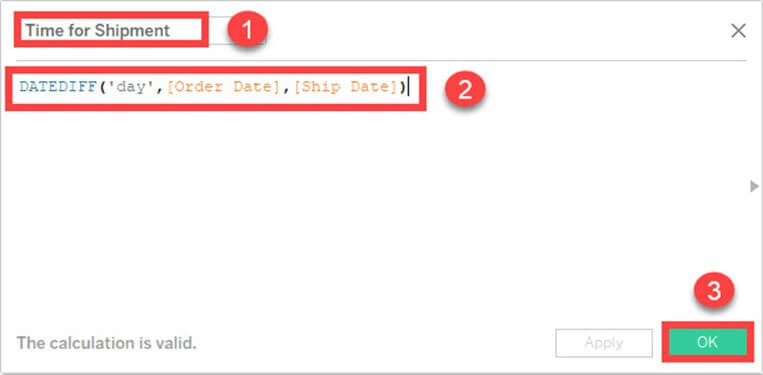 Time for Shipment
1
DATEDIFF('day',[Order Date],[Ship Date])
2
3
The calculation is valid.
Apply
OK